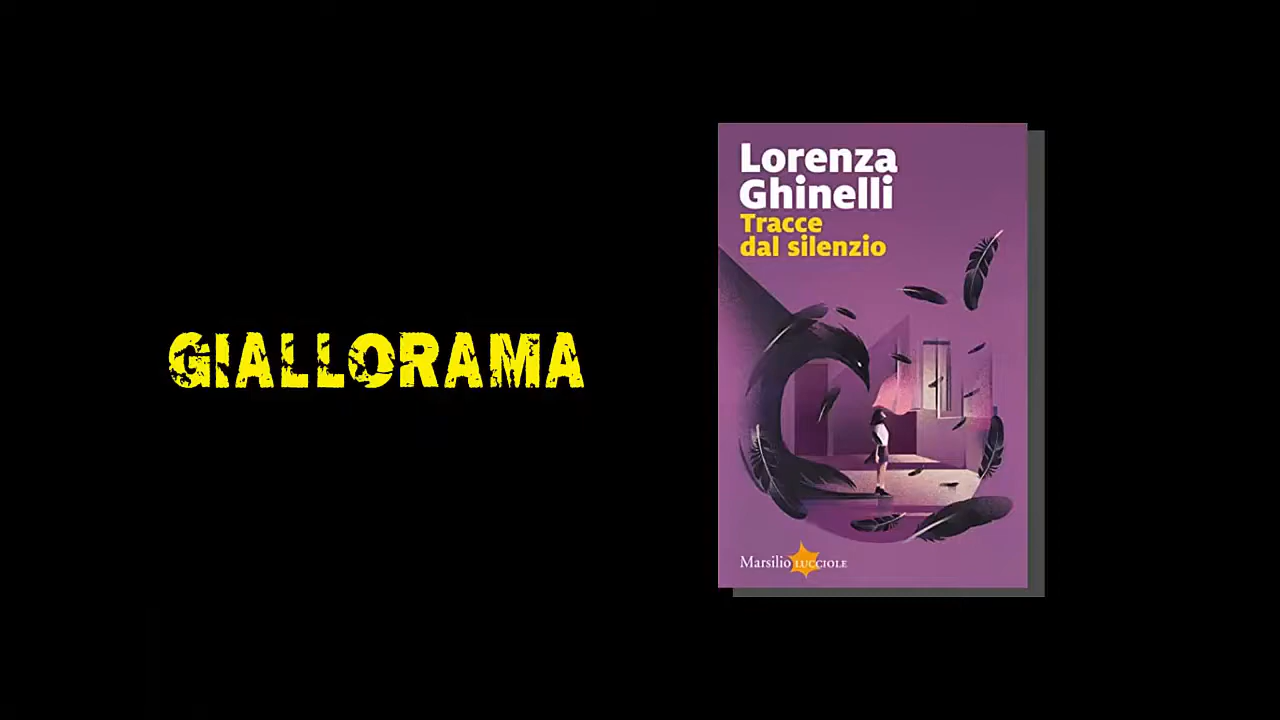 GIALLORAMA
Lorenza
Ghinelli
Tracce
dal silenzio
Marsilio LUCCIOLE